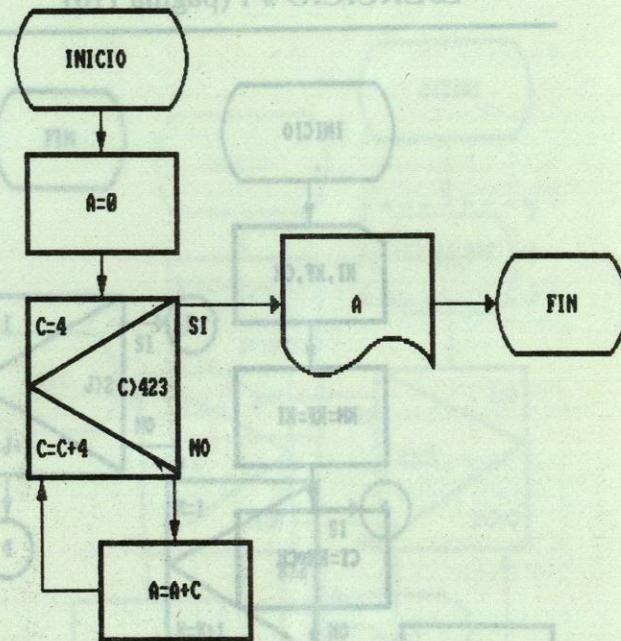 INICIO
A=0
C=4
SI
C>423
C=C+4
NO
A=A+C
A
FIN